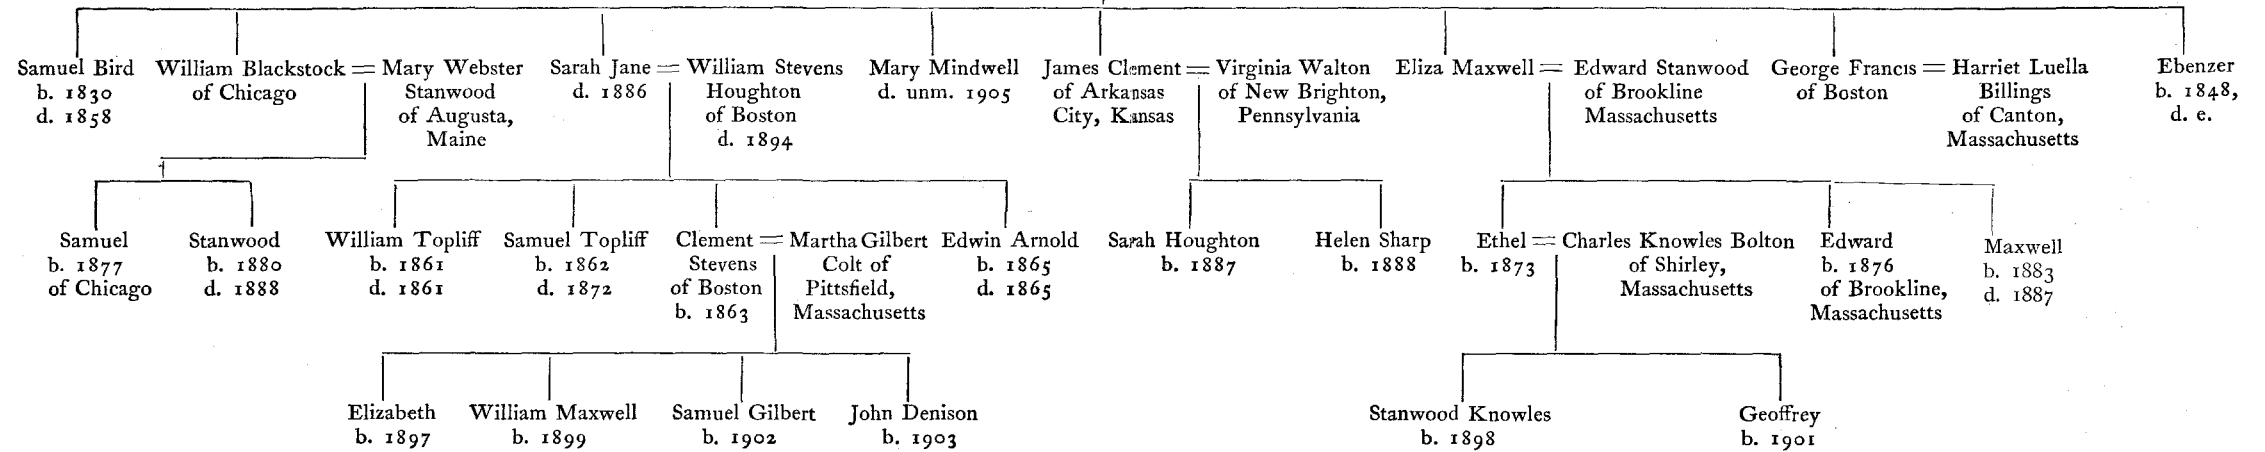 Samuel Bird
b. 1830
d. 1858
William Blackstock = Mary Webster
of Chicago
Stanwood
of Augusta,
Maine
Sarah Jane = William Stevens
d. 1886
Houghton
of Boston
d. 1894
Mary Mindwell
d. unm. 1905
James Clement = Virginia Walton
of Arkansas
City, Kansas
of New Brighton,
Pennsylvania
Eliza Maxwell = Edward Stanwood
of Brookline
Massachusetts
George Francis = Harriet Luella
of Boston
Billings
of Canton,
Massachusetts
Ebenzer
b. 1848,
d. e.
Samuel
b. 1877
of Chicago
Stanwood
b. 1880
d. 1888
William Topliff
b. 1861
d. 1861
Samuel Topliff
b. 1862
d. 1872
Clement = Martha Gilbert
Stevens
of Boston
b. 1863
Colt of
Pittsfield,
Massachusetts
Edwin Arnold
b. 1865
d. 1865
Sarah Houghton
b. 1887
Helen Sharp
b. 1888
Ethel = Charles Knowles Bolton
b. 1873
of Shirley,
Massachusetts
Edward
b. 1876
of Brookline,
Massachusetts
Maxwell
b. 1883
d. 1887
Elizabeth
b. 1897
William Maxwell
b. 1899
Samuel Gilbert
b. 1902
John Denison
b. 1903
Stanwood Knowles
b. 1898
Geoffrey
b. 1901